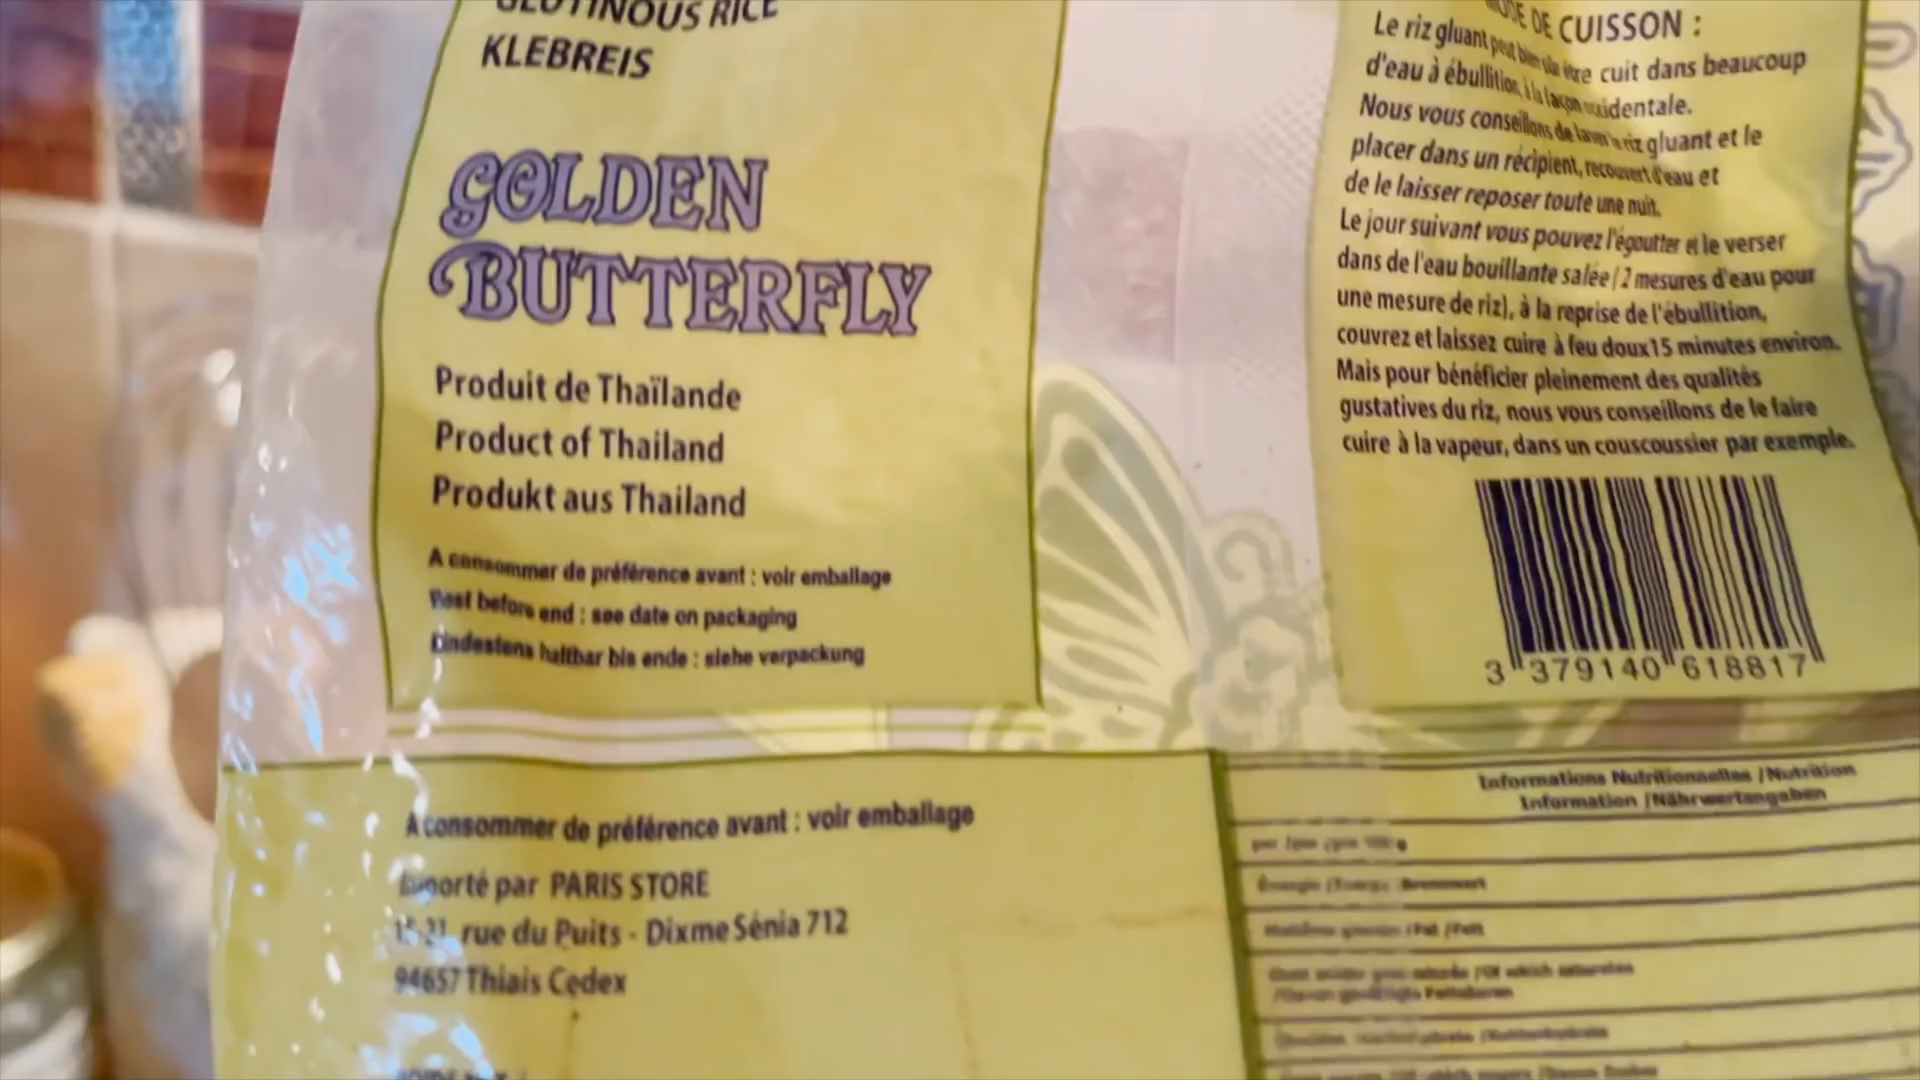 GLUTINOUS RICE
KLEBREIS
GOLDEN
BUTTERFLY
Produit de Thaïlande
Product of Thailand
Produkt aus Thailand
A consommer de préférence avant : voir emballage
Best before end : see date on packaging
Mindestens haltbar bis ende : siehe verpackung
A consommer de préférence avant : voir emballage
Importé par PARIS STORE
rue du Puits - Dixme Sénia 712
94657 Thiais Cedex
DE CUISSON :
Le riz gluant peut bien sûr être cuit dans beaucoup
d'eau à ébullition, à la façon occidentale.
Nous vous conseillons de laver le riz gluant et le
placer dans un récipient, recouvert d'eau et
de le laisser reposer toute une nuit.
Le jour suivant vous pouvez l'égoutter et le verser
dans de l'eau bouillante salée (2 mesures d'eau pour
une mesure de riz), à la reprise de l'ébullition,
couvrez et laissez cuire à feu doux 15 minutes environ.
Mais pour bénéficier pleinement des qualités
gustatives du riz, nous vous conseillons de le faire
cuire à la vapeur, dans un couscoussier par exemple.
3 379140 618817
Informations Nutritionnelles /Nutrition
Information /Nährwertangaben
Énergie /Energy / Brennwert